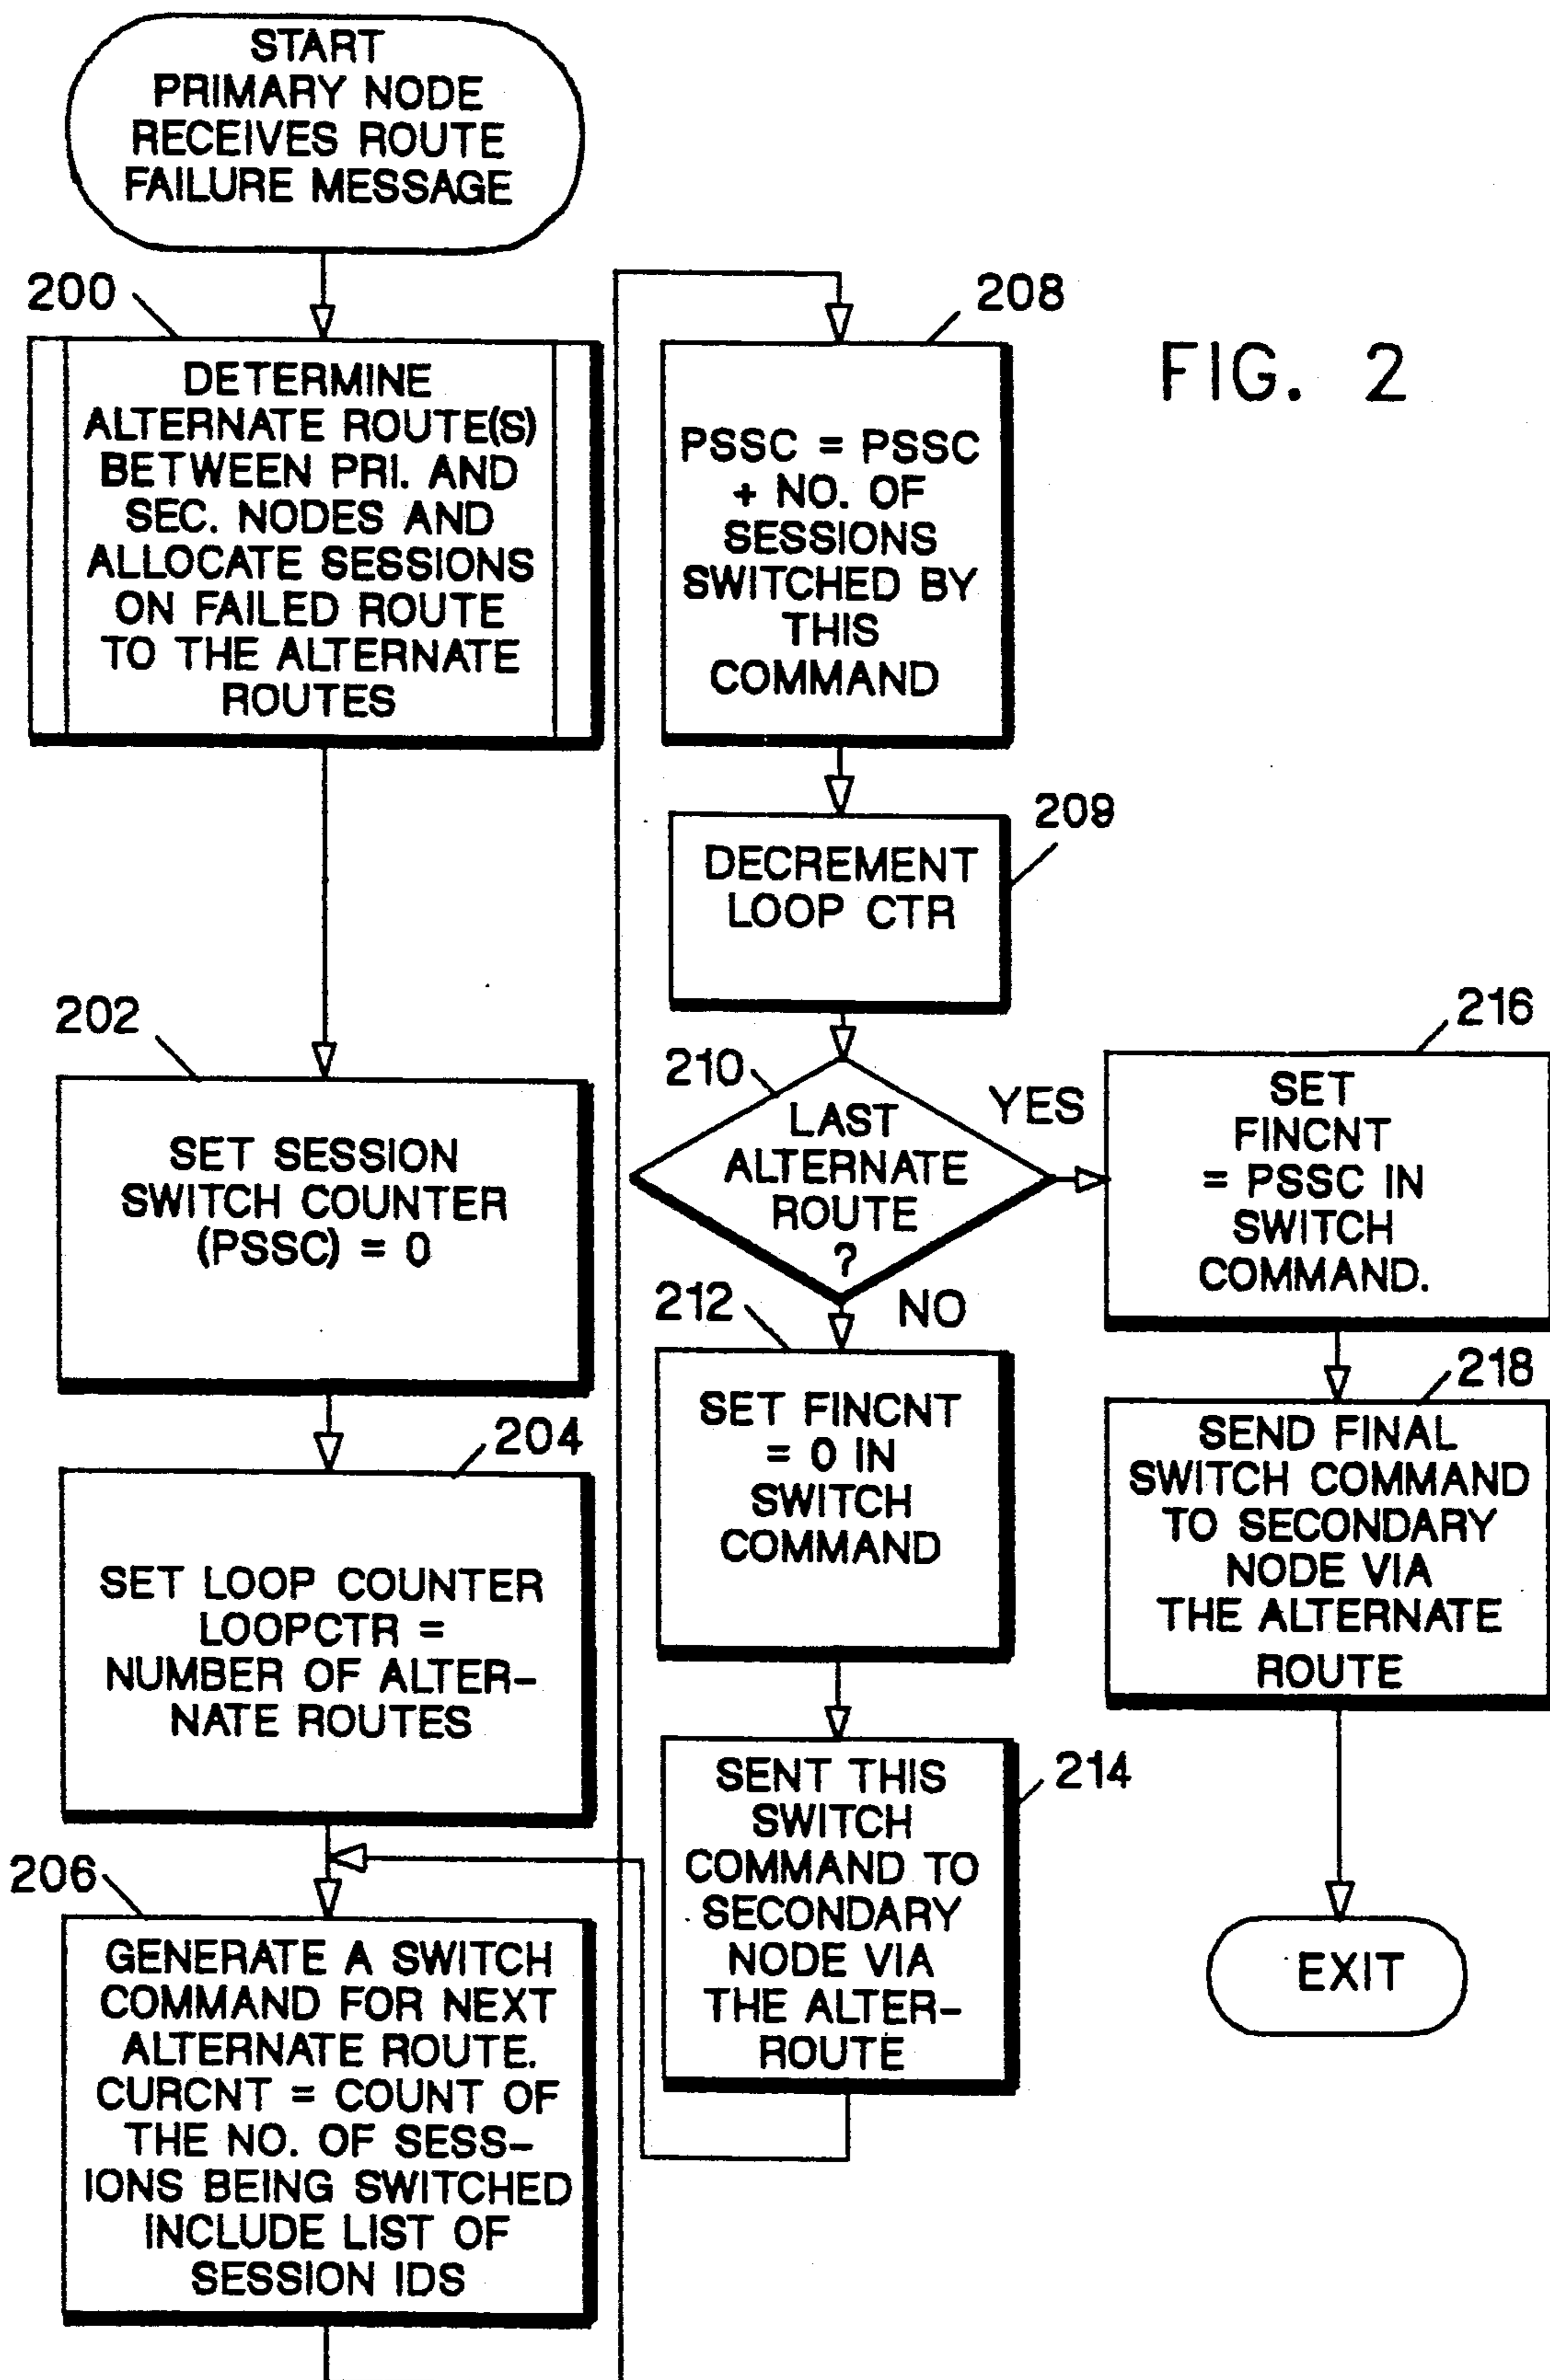 START
PRIMARY NODE
RECEIVES ROUTE
FAILURE MESSAGE
200
DETERMINE
ALTERNATE ROUTE(S)
BETWEEN PRI. AND
SEC. NODES AND
ALLOCATE SESSIONS
ON FAILED ROUTE
TO THE ALTERNATE
ROUTES
202
SET SESSION
SWITCH COUNTER
(PSSC) = 0
204
SET LOOP COUNTER
LOOPCTR =
NUMBER OF ALTER-
NATE ROUTES
206
GENERATE A SWITCH
COMMAND FOR NEXT
ALTERNATE ROUTE.
CURCNT = COUNT OF
THE NO. OF SESS-
IONS BEING SWITCHED
INCLUDE LIST OF
SESSION IDS
208
PSSC = PSSC
+ NO. OF
SESSIONS
SWITCHED BY
THIS
COMMAND
209
DECREMENT
LOOP CTR
210
LAST
ALTERNATE
ROUTE
?
YES
NO
212
SET FINCNT
= 0 IN
SWITCH
COMMAND
214
SENT THIS
SWITCH
COMMAND TO
SECONDARY
NODE VIA
THE ALTER-
ROUTE
FIG. 2
216
SET
FINCNT
= PSSC IN
SWITCH
COMMAND.
218
SEND FINAL
SWITCH COMMAND
TO SECONDARY
NODE VIA
THE ALTERNATE
ROUTE
EXIT